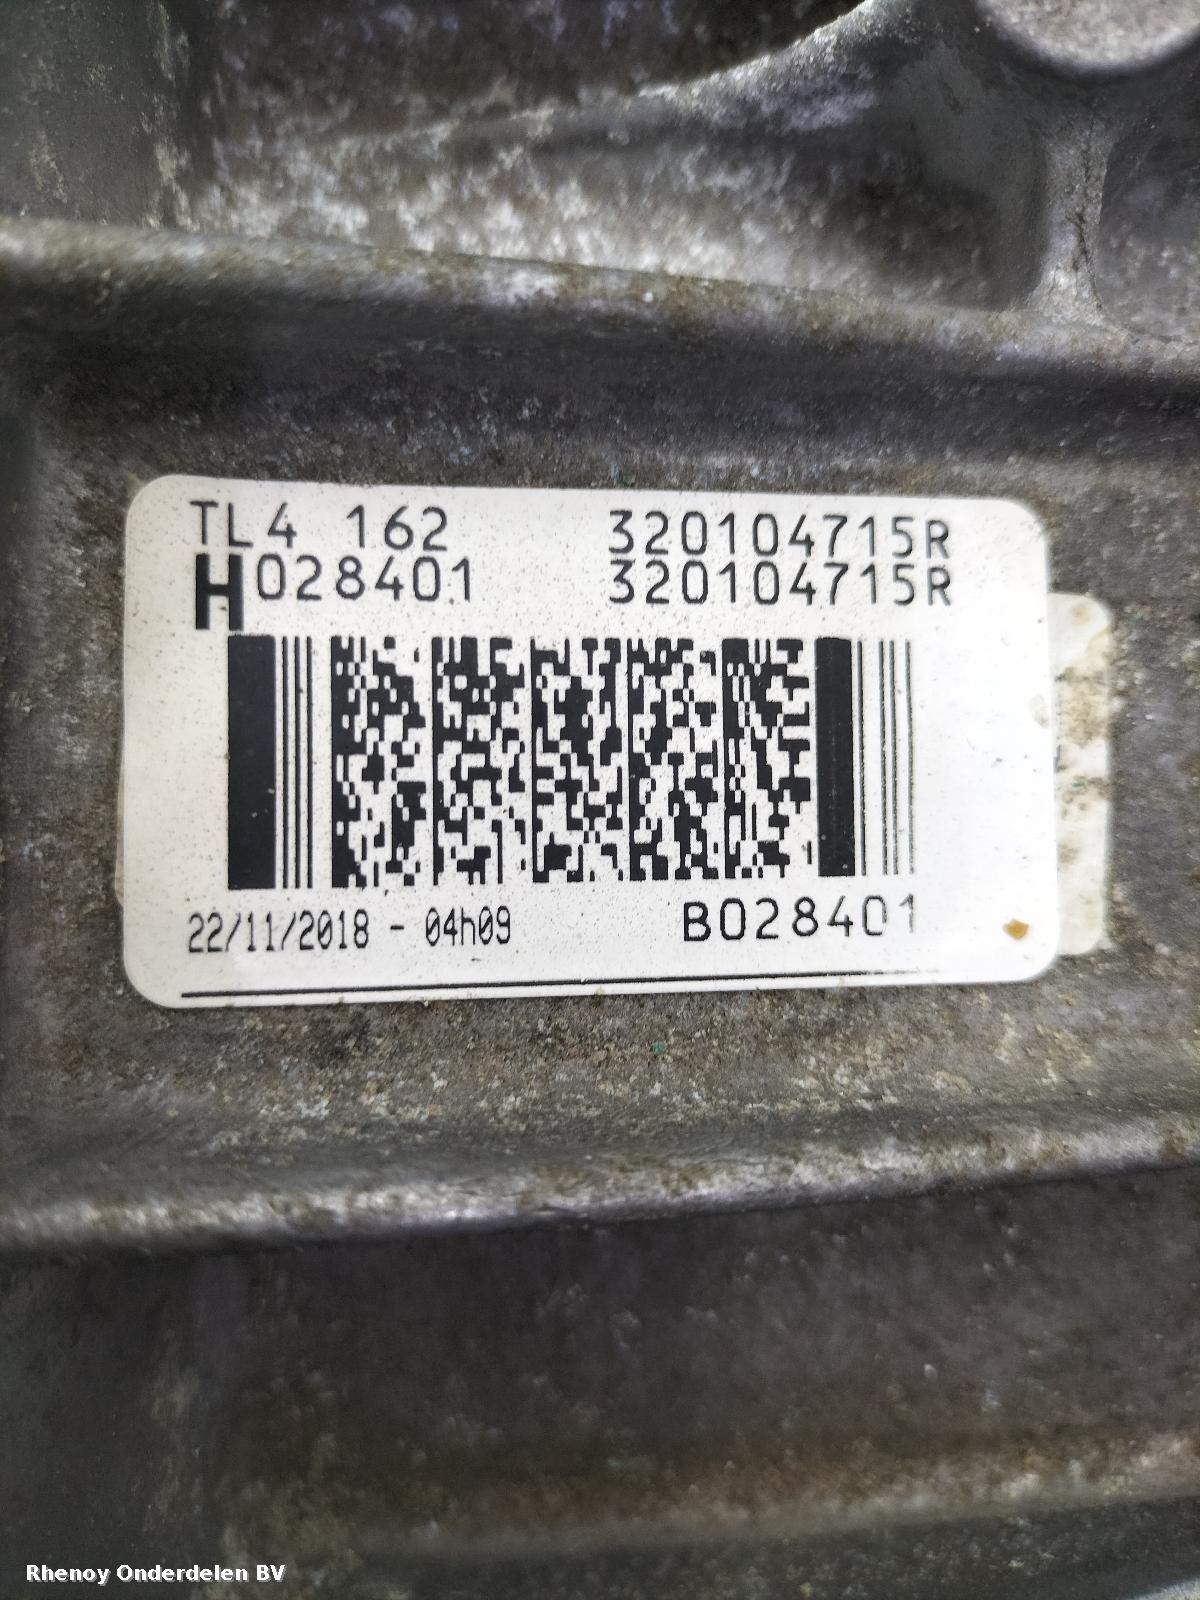 TL4 162 320104715R
H028401 320104715R
22/11/2018 - 04h09 B028401
Rhenoy Onderdelen BV